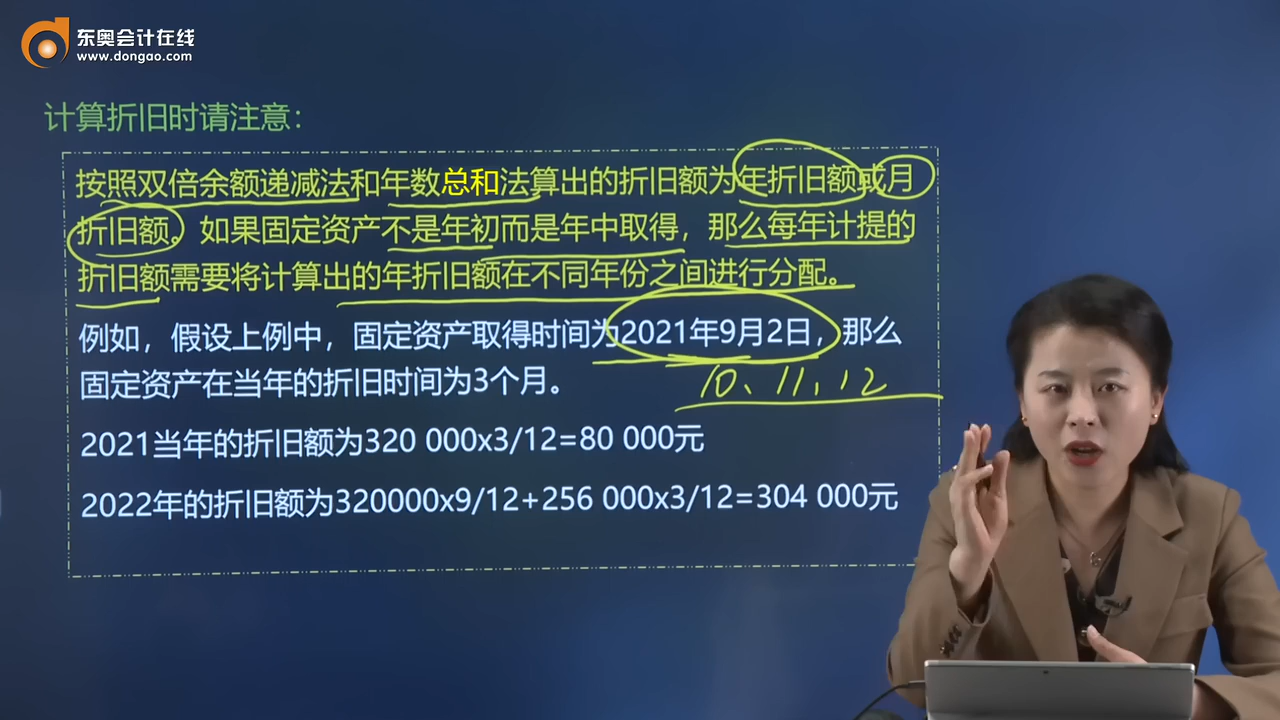 东奥会计在线
www.dongao.com
计算折旧时请注意：
按照双倍余额递减法和年数总和法算出的折旧额为年折旧额或月
折旧额。如果固定资产不是年初而是年中取得，那么每年计提的
折旧额需要将计算出的年折旧额在不同年份之间进行分配。
例如，假设上例中，固定资产取得时间为2021年9月2日，那么
固定资产在当年的折旧时间为3个月。
10、11、12
2021当年的折旧额为320 000x3/12=80 000元
2022年的折旧额为320000x9/12+256 000x3/12=304 000元